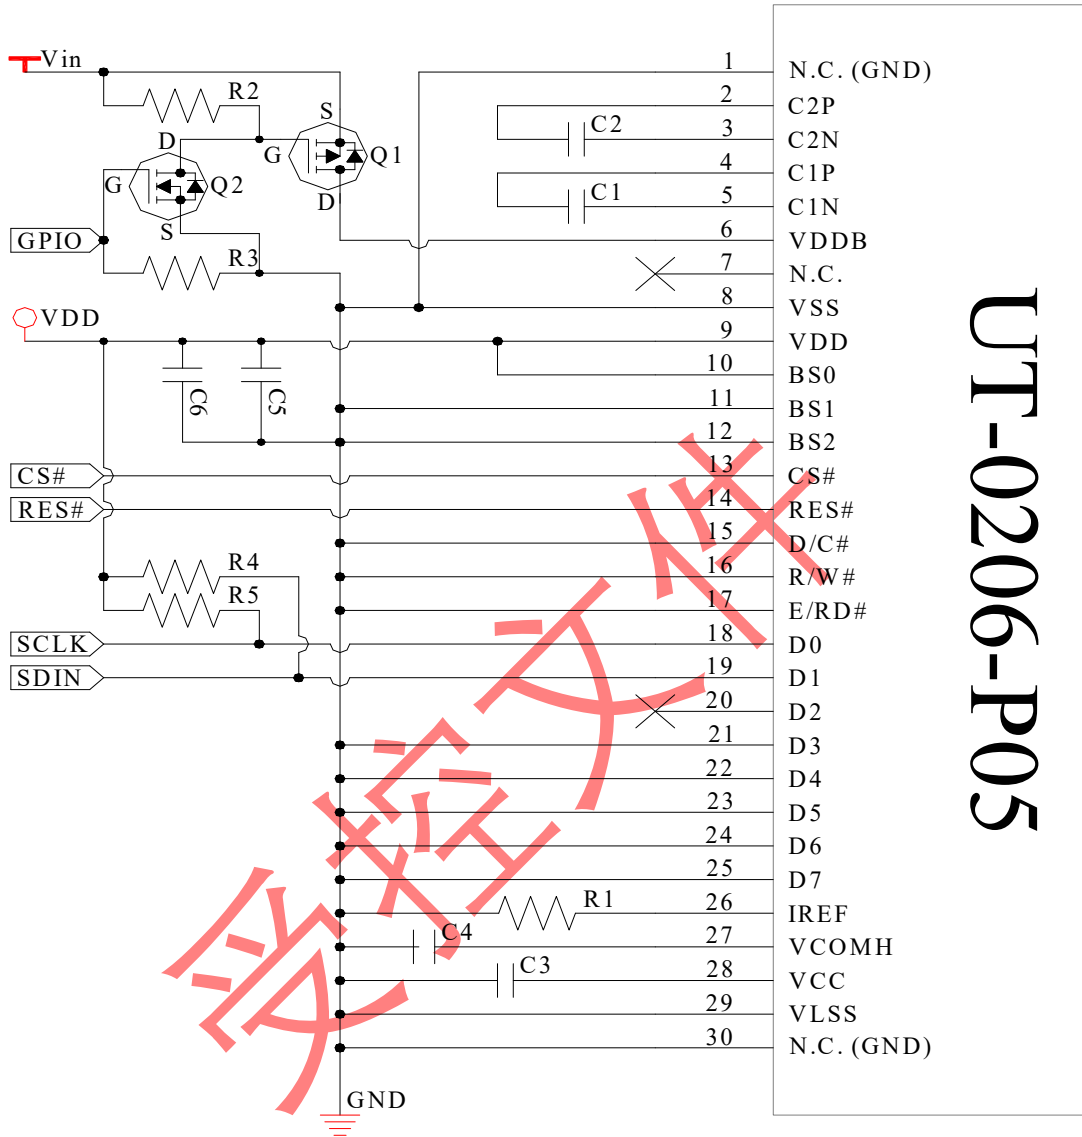 Vin
R2
S
D
G
Q1
G
Q2
D
S
GPIO
R3
VDD
C6
C5
CS#
RES#
R4
R5
SCLK
SDIN
C2
C1
R1
C4
C3
GND
1 N.C. (GND)
2 C2P
3 C2N
4 C1P
5 C1N
6 VDDB
7 N.C.
8 VSS
9 VDD
10 BS0
11 BS1
12 BS2
13 CS#
14 RES#
15 D/C#
16 R/W#
17 E/RD#
18 D0
19 D1
20 D2
21 D3
22 D4
23 D5
24 D6
25 D7
26 IREF
27 VCOMH
28 VCC
29 VLSS
30 N.C. (GND)
UT-0206-P05
受控文件